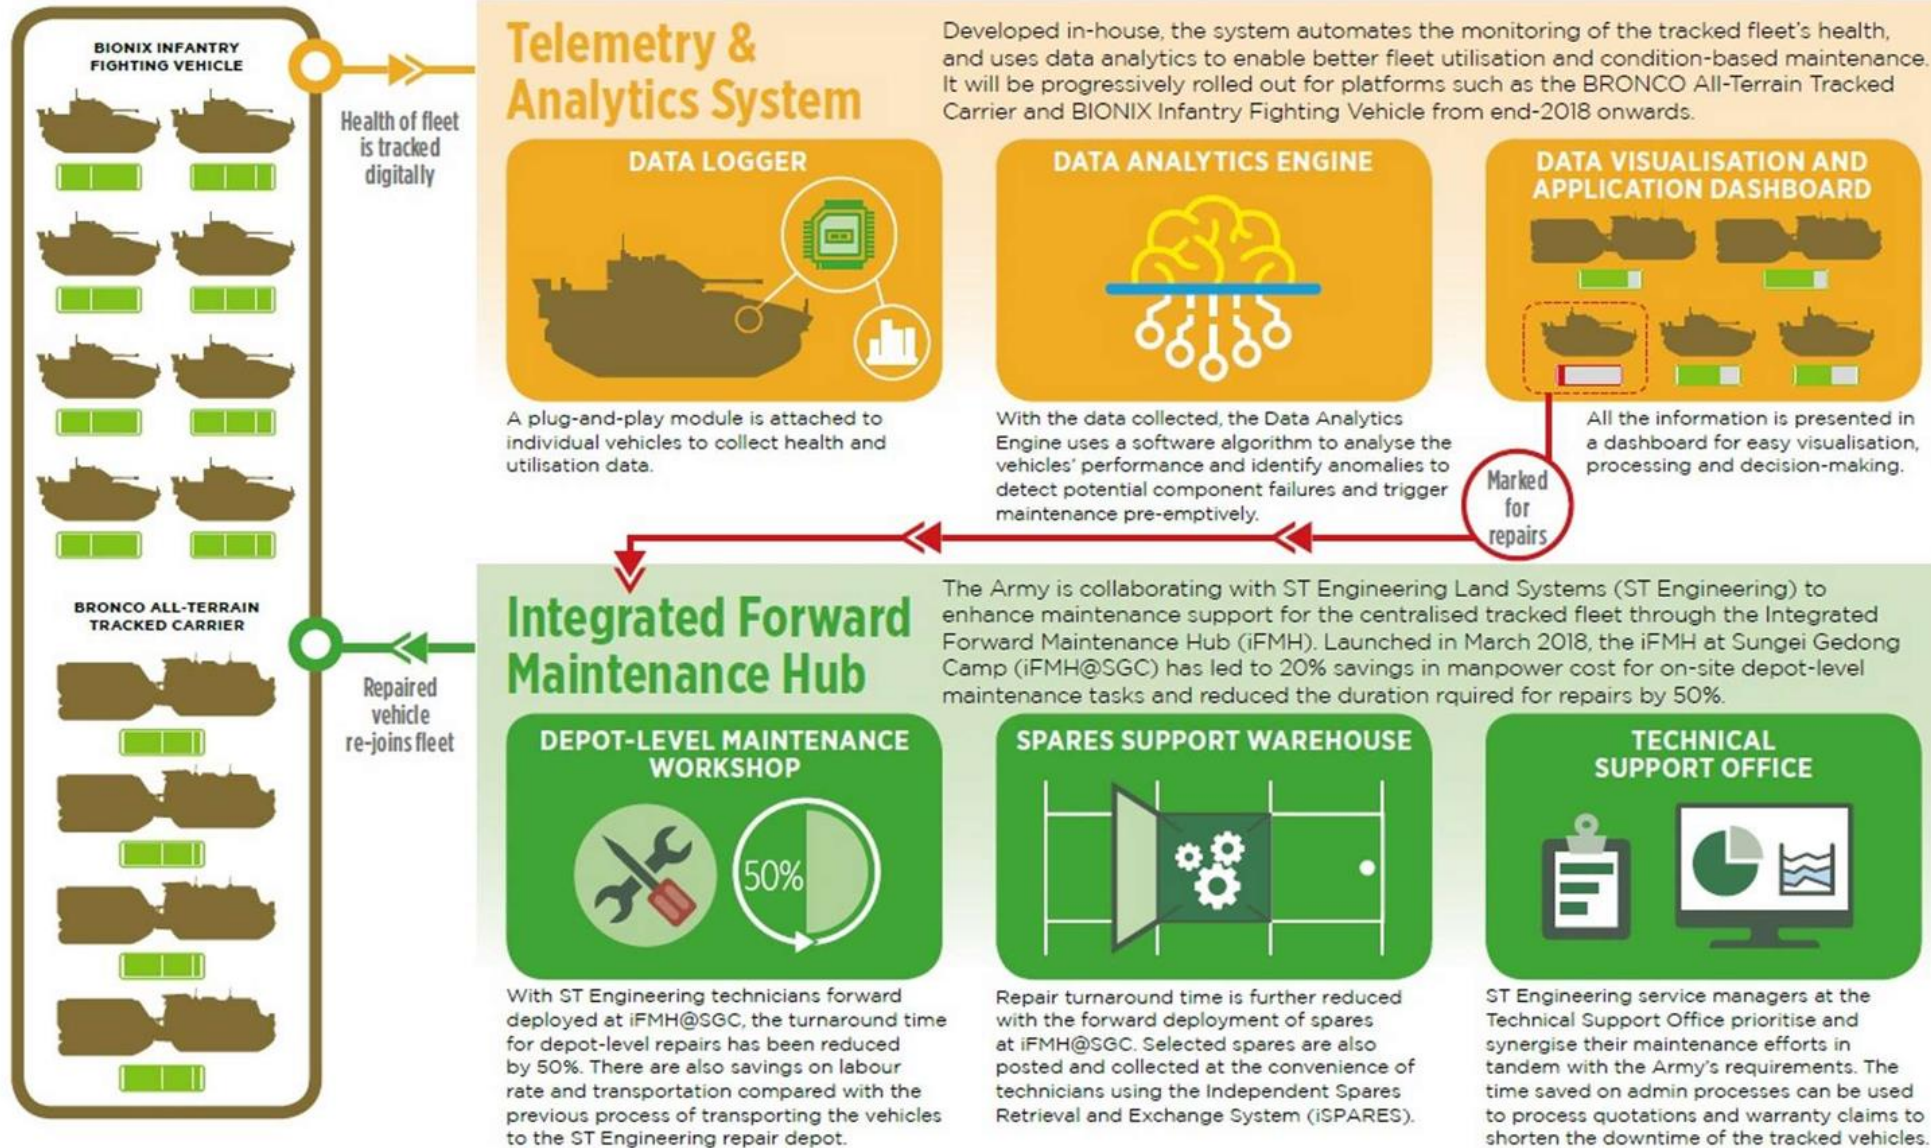 BIONIX INFANTRY
FIGHTING VEHICLE
Health of fleet
is tracked
digitally
Telemetry &
Analytics System
Developed in-house, the system automates the monitoring of the tracked fleet's health,
and uses data analytics to enable better fleet utilisation and condition-based maintenance.
It will be progressively rolled out for platforms such as the BRONCO All-Terrain Tracked
Carrier and BIONIX Infantry Fighting Vehicle from end-2018 onwards.
DATA LOGGER
A plug-and-play module is attached to
individual vehicles to collect health and
utilisation data.
DATA ANALYTICS ENGINE
With the data collected, the Data Analytics
Engine uses a software algorithm to analyse the
vehicles' performance and identify anomalies to
detect potential component failures and trigger
maintenance pre-emptively.
DATA VISUALISATION AND
APPLICATION DASHBOARD
All the information is presented in
a dashboard for easy visualisation,
processing and decision-making.
Marked
for
repairs
BRONCO ALL-TERRAIN
TRACKED CARRIER
Repaired
vehicle
re-joins fleet
Integrated Forward
Maintenance Hub
The Army is collaborating with ST Engineering Land Systems (ST Engineering) to
enhance maintenance support for the centralised tracked fleet through the Integrated
Forward Maintenance Hub (iFMH). Launched in March 2018, the iFMH at Sungei Gedong
Camp (iFMH@SGC) has led to 20% savings in manpower cost for on-site depot-level
maintenance tasks and reduced the duration rquired for repairs by 50%.
DEPOT-LEVEL MAINTENANCE
WORKSHOP
50%
With ST Engineering technicians forward
deployed at iFMH@SGC, the turnaround time
for depot-level repairs has been reduced
by 50%. There are also savings on labour
rate and transportation compared with the
previous process of transporting the vehicles
to the ST Engineering repair depot.
SPARES SUPPORT WAREHOUSE
Repair turnaround time is further reduced
with the forward deployment of spares
at iFMH@SGC. Selected spares are also
posted and collected at the convenience of
technicians using the Independent Spares
Retrieval and Exchange System (iSPARES).
TECHNICAL
SUPPORT OFFICE
ST Engineering service managers at the
Technical Support Office prioritise and
synergise their maintenance efforts in
tandem with the Army's requirements. The
time saved on admin processes can be used
to process quotations and warranty claims to
shorten the downtime of the tracked vehicles